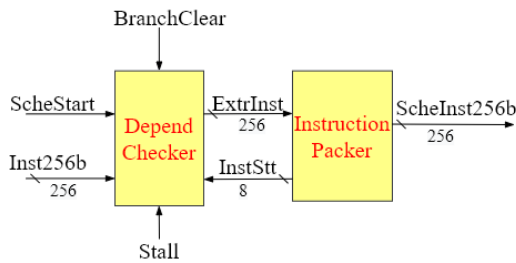 BranchClear
ScheStart
ExtrInst
256
ScheInst256b
256
Depend
Checker
Instruction
Packer
Inst256b
256
InstStt
8
Stall